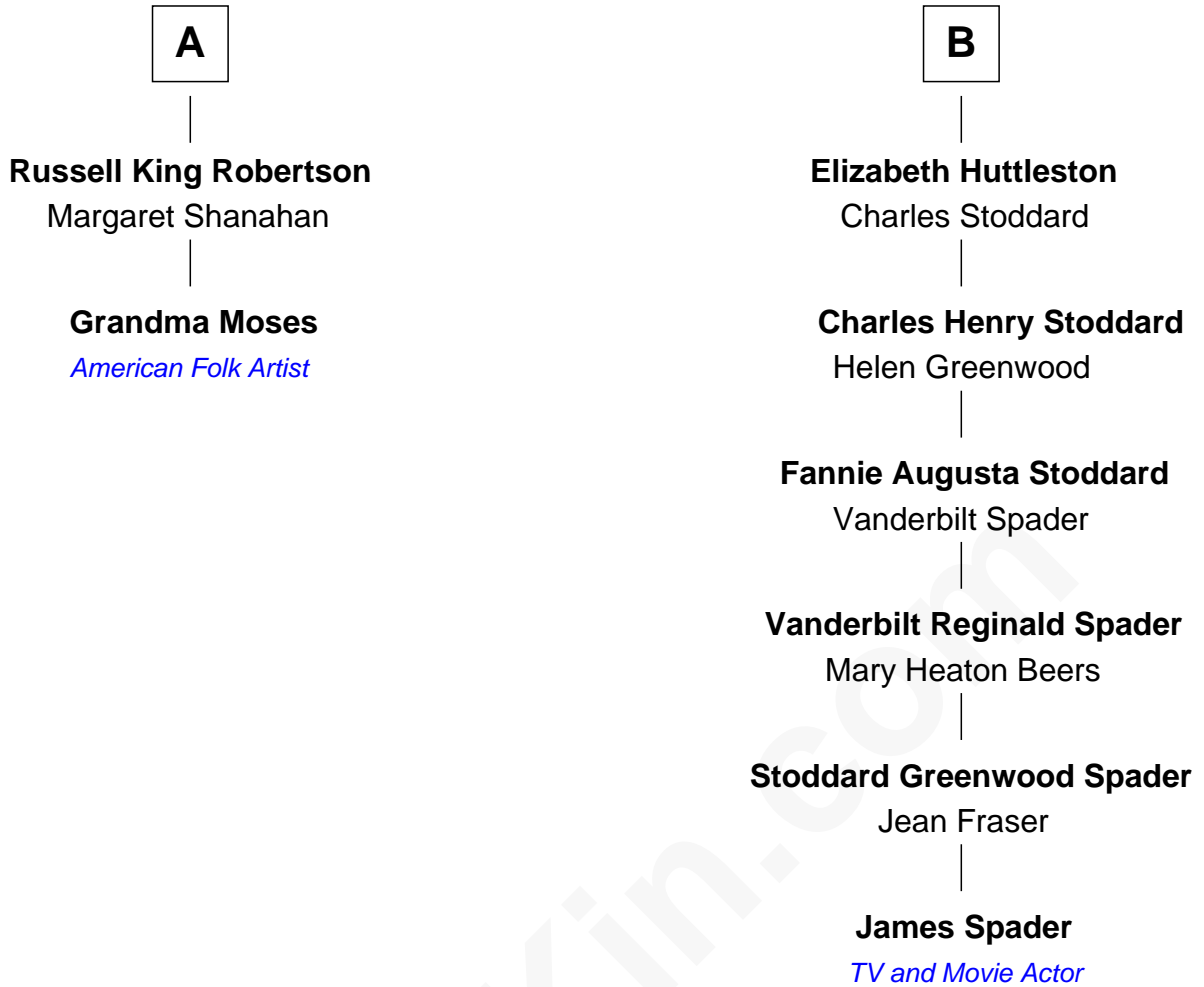 A
Russell King Robertson
Margaret Shanahan
Grandma Moses
American Folk Artist
B
Elizabeth Huttleston
Charles Stoddard
Charles Henry Stoddard
Helen Greenwood
Fannie Augusta Stoddard
Vanderbilt Spader
Vanderbilt Reginald Spader
Mary Heaton Beers
Stoddard Greenwood Spader
Jean Fraser
James Spader
TV and Movie Actor